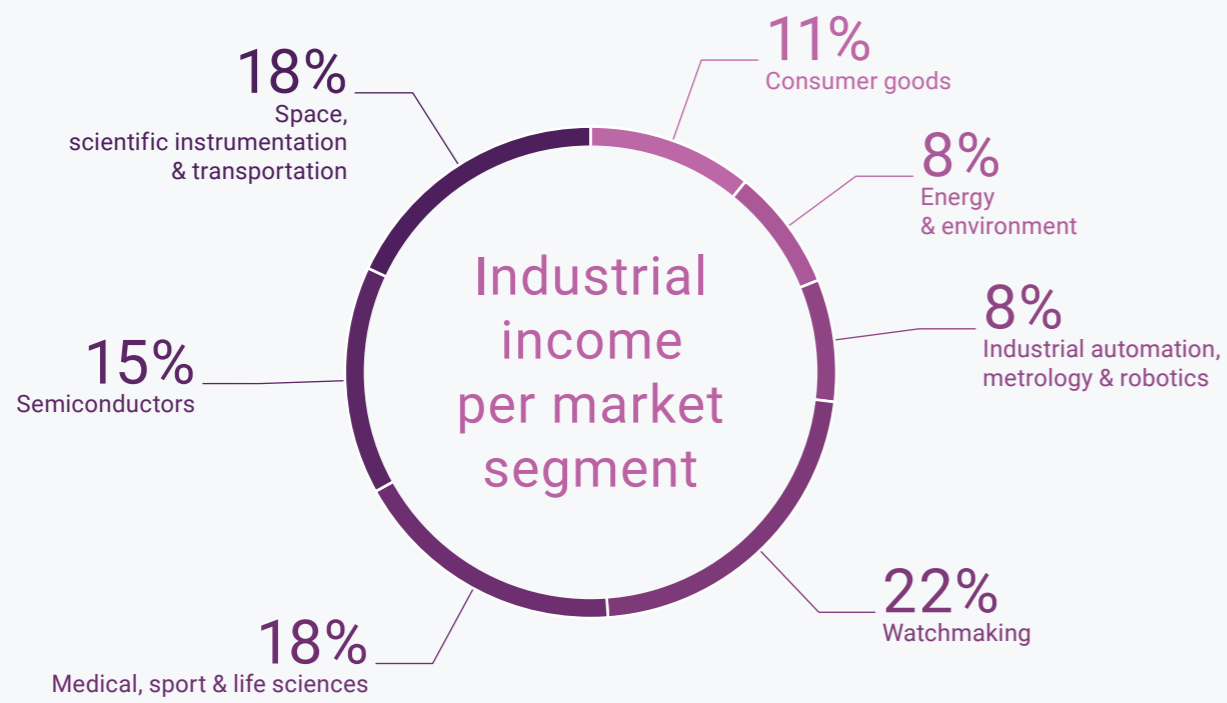 Industrial
income
per market
segment
11%
Consumer goods
8%
Energy
& environment
8%
Industrial automation,
metrology & robotics
22%
Watchmaking
18%
Medical, sport & life sciences
15%
Semiconductors
18%
Space,
scientific instrumentation
& transportation